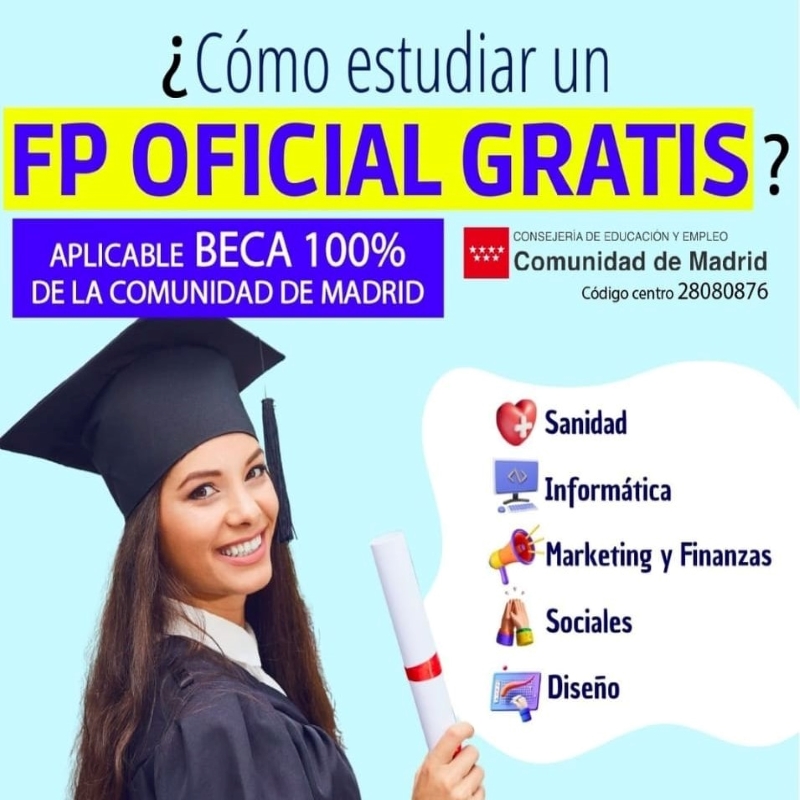 ¿Cómo estudiar un
FP OFICIAL GRATIS?
APLICABLE BECA 100%
DE LA COMUNIDAD DE MADRID
CONSEJERÍA DE EDUCACIÓN Y EMPLEO
Comunidad de Madrid
Código centro 28080876
Sanidad
Informática
Marketing y Finanzas
Sociales
Diseño